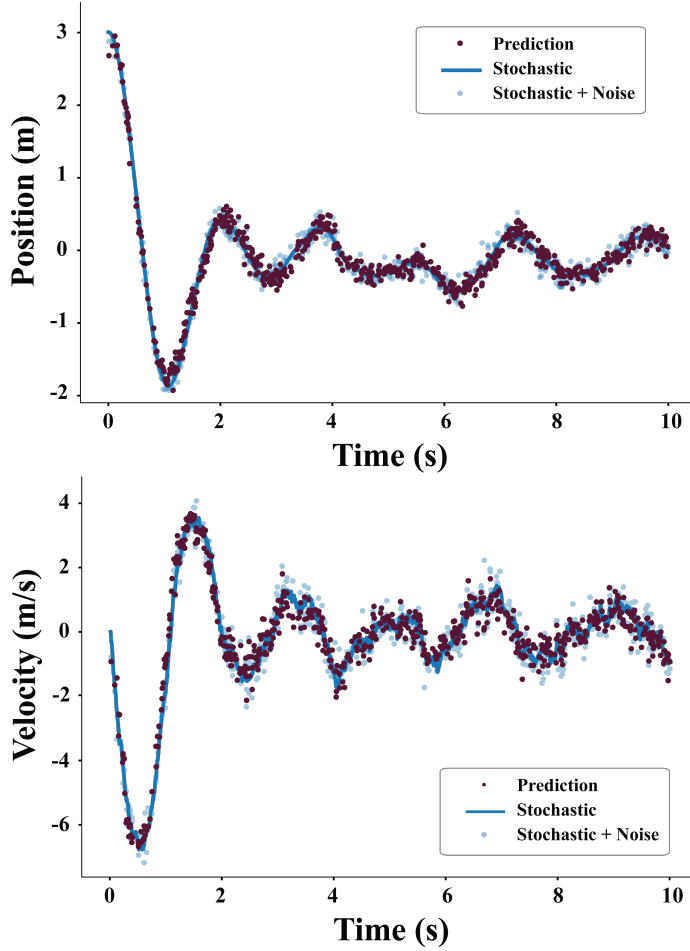 Position (m)
3
2
1
0
-1
-2
Prediction
Stochastic
Stochastic + Noise
0
2
4
6
8
10
Time (s)
Velocity (m/s)
4
2
0
-2
-4
-6
Prediction
Stochastic
Stochastic + Noise
0
2
4
6
8
10
Time (s)